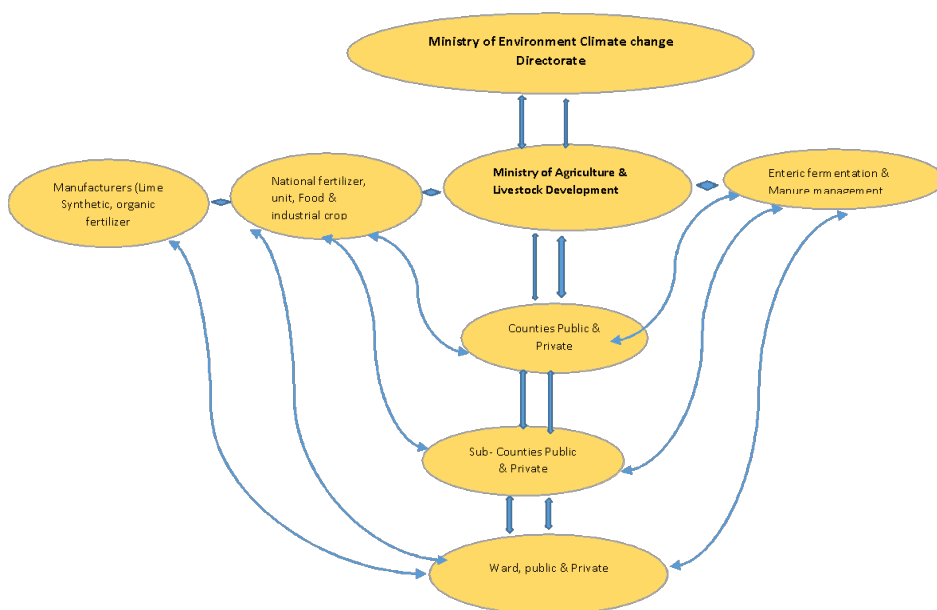 Ministry of Environment Climate change
Directorate
Manufacturers (Lime
Synthetic, organic
fertilizer
National fertilizer,
unit, Food &
industrial crop
Ministry of Agriculture &
Livestock Development
Enteric fermentation &
Manure management
Counties Public &
Private
Sub- Counties Public
& Private
Ward, public & Private